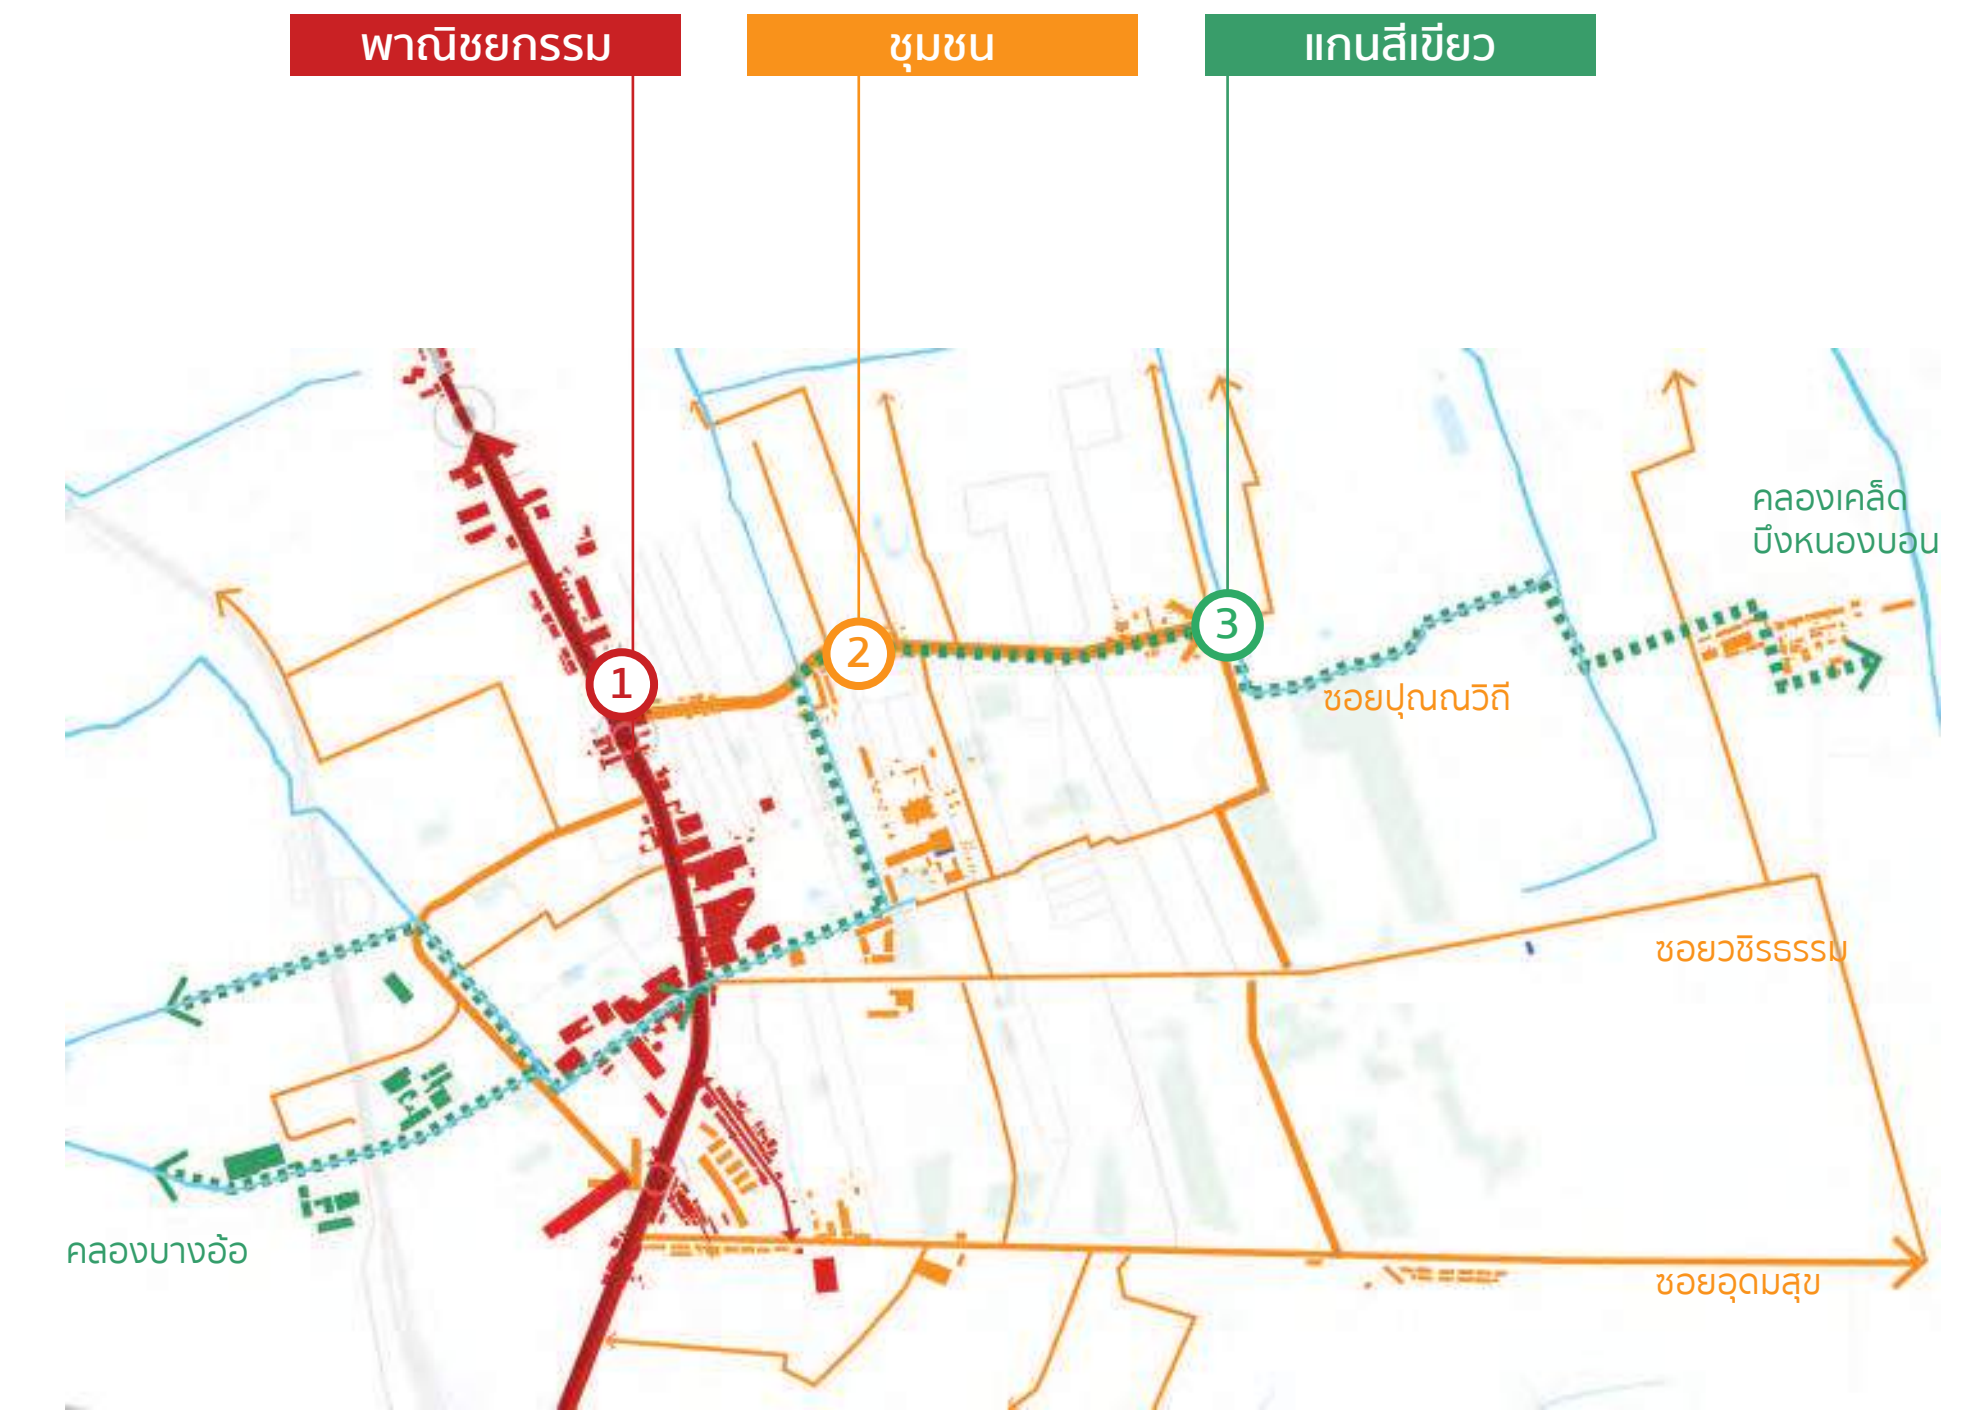 พาณิชยกรรม
ชุมชน
แกนสีเขียว
คลองเคล็ด
บึงหนองบอน
3
2
1
ซอยปุณณวิถี
ซอยวชิรธรรม
คลองบางอ้อ
ซอยอุดมสุข